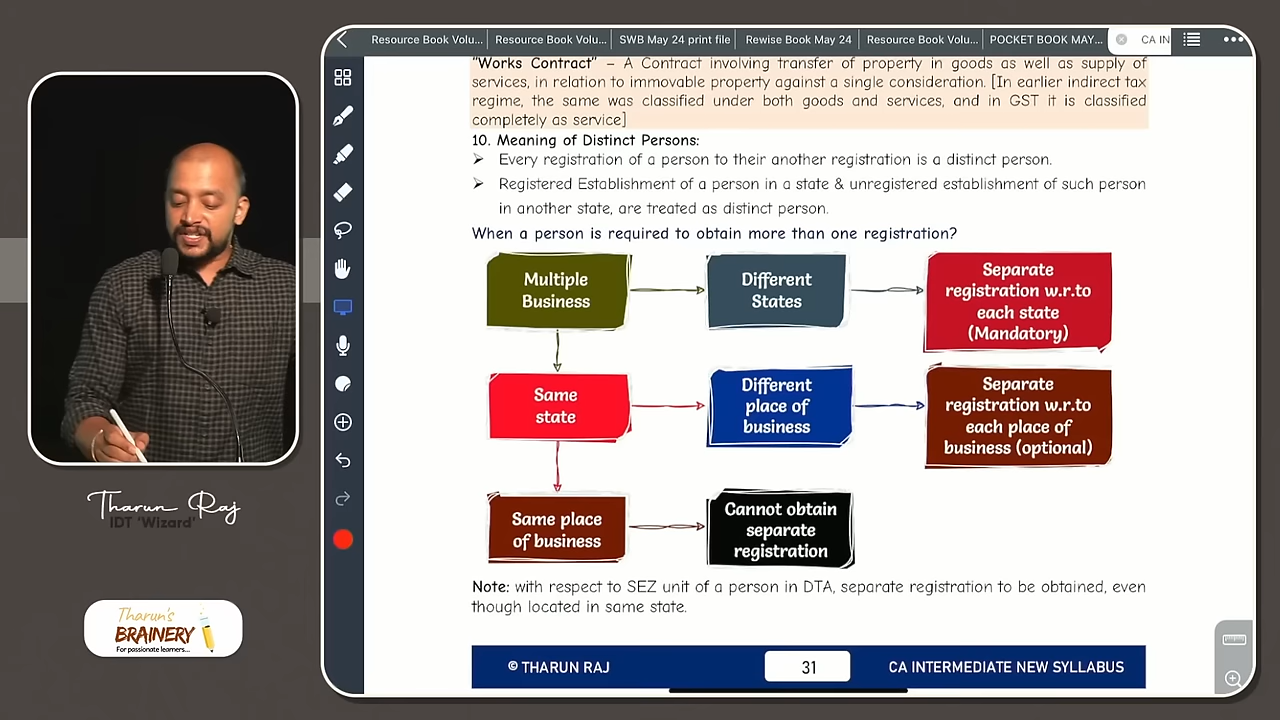 Resource Book Volu...
Resource Book Volu...
SWB May 24 print file
Rewise Book May 24
Resource Book Volu...
POCKET BOOK MAY...
CA IN
"Works Contract" – A Contract involving transfer of property in goods as well as supply of
services, in relation to immovable property against a single consideration. [In earlier indirect tax
regime, the same was classified under both goods and services, and in GST it is classified
completely as service]
10. Meaning of Distinct Persons:
➢ Every registration of a person to their another registration is a distinct person.
➢ Registered Establishment of a person in a state & unregistered establishment of such person
in another state, are treated as distinct person.
When a person is required to obtain more than one registration?
Multiple
Business
Different
States
Separate
registration w.r.to
each state
(Mandatory)
Same
state
Different
place of
business
Separate
registration w.r.to
each place of
business (optional)
Same place
of business
Cannot obtain
separate
registration
Note: with respect to SEZ unit of a person in DTA, separate registration to be obtained, even
though located in same state.
© THARUN RAJ
31
CA INTERMEDIATE NEW SYLLABUS
Tharun Raj
IDT 'Wizard'
Tharun's
BRAINERY
For passionate learners...